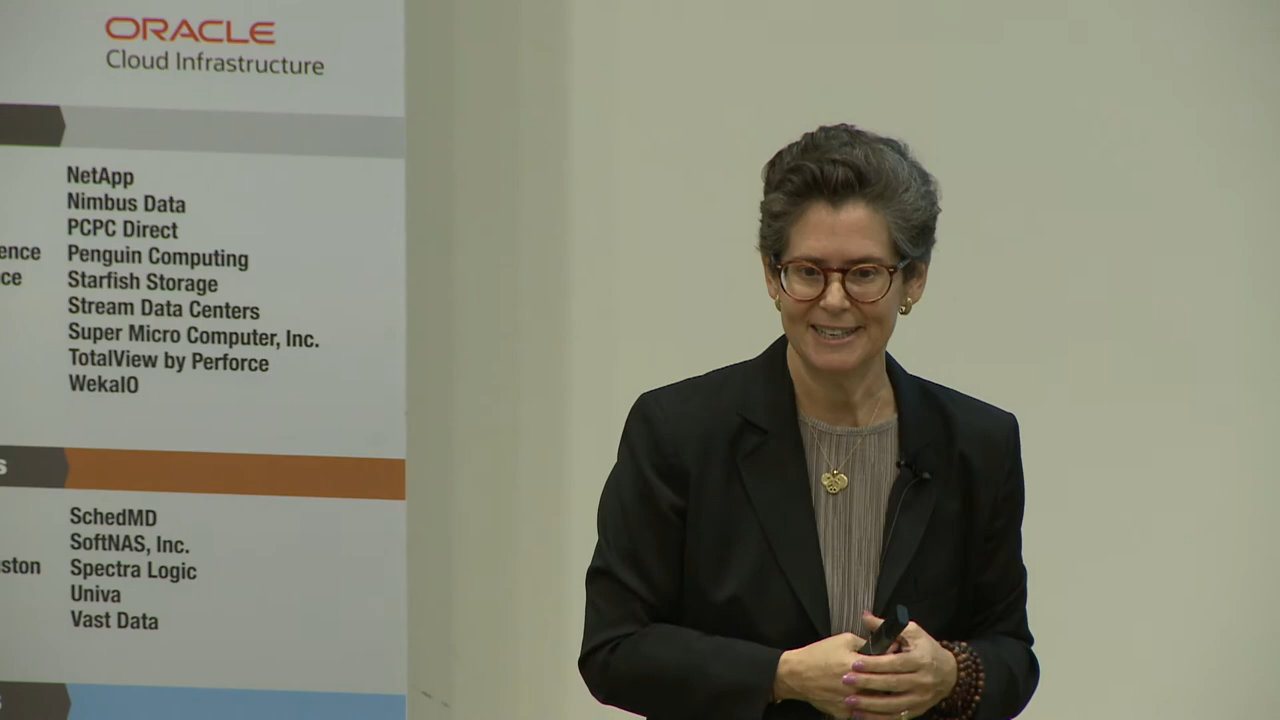 ORACLE
Cloud Infrastructure
NetApp
Nimbus Data
PCPC Direct
ence
Penguin Computing
ce
Starfish Storage
Stream Data Centers
Super Micro Computer, Inc.
TotalView by Perforce
WekaIO
s
SchedMD
SoftNAS, Inc.
ston
Spectra Logic
Univa
Vast Data